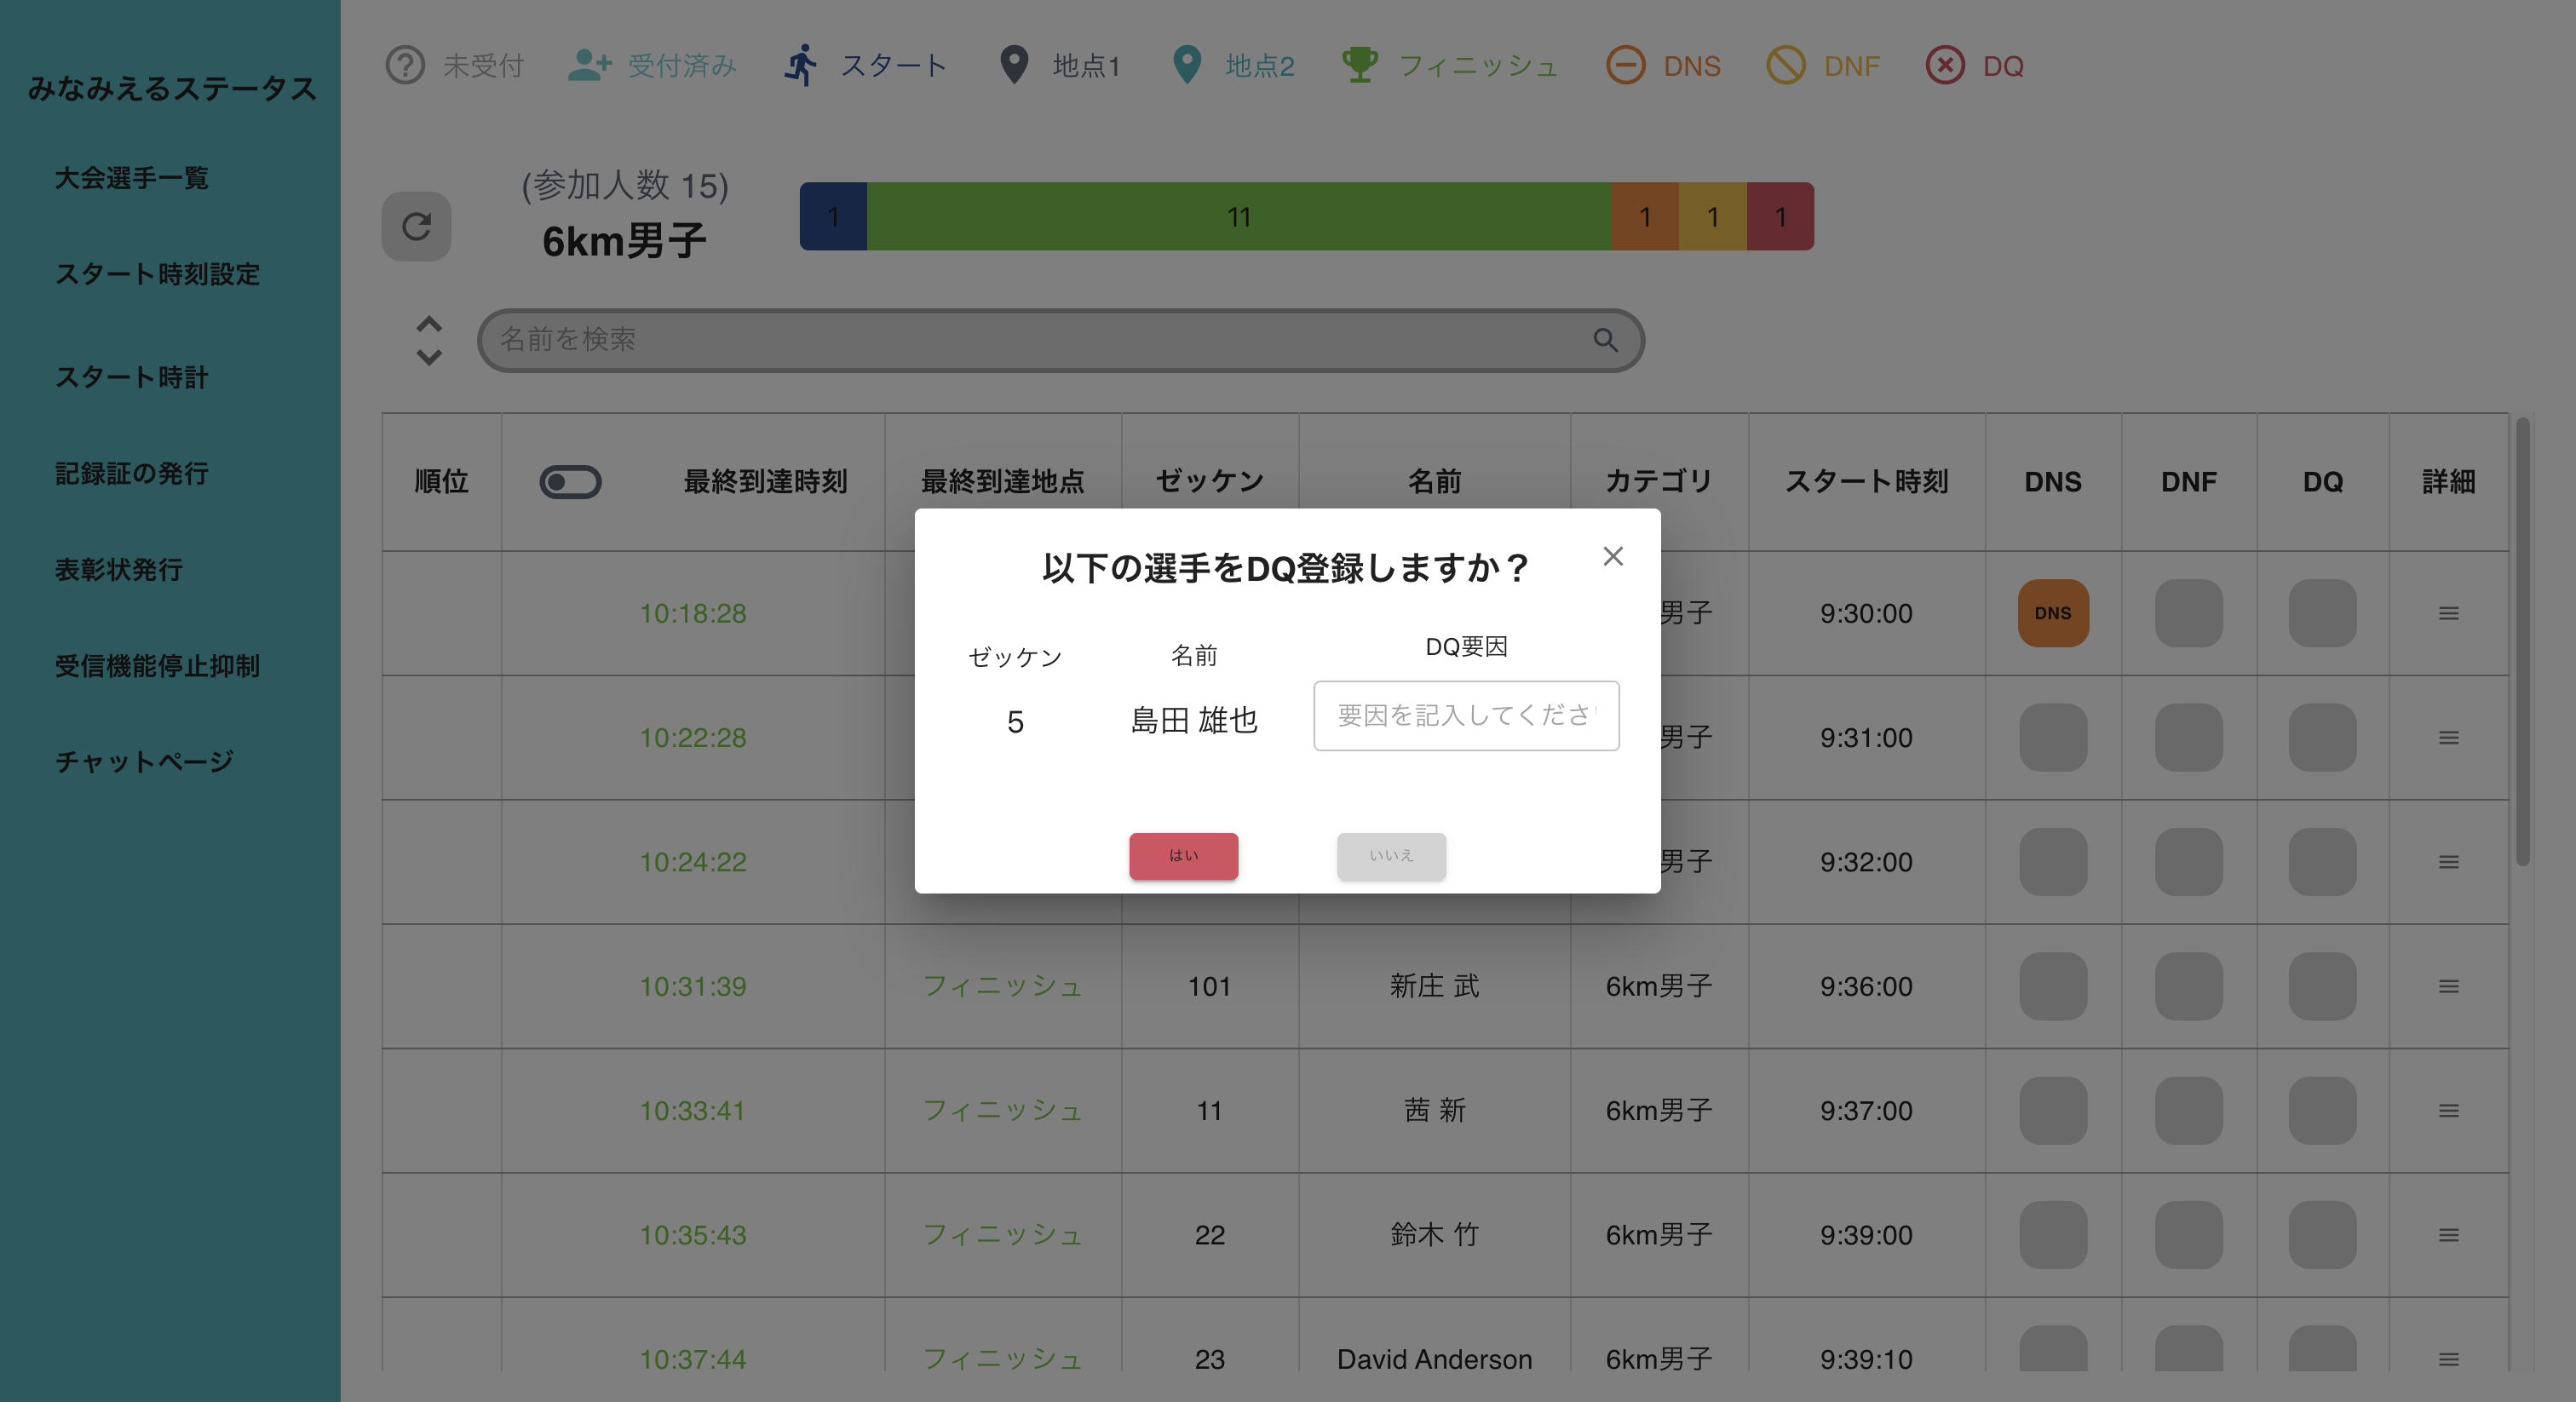 みなみえるステータス
大会選手一覧
スタート時刻設定
スタート時計
記録証の発行
表彰状発行
受信機能停止抑制
チャットページ
未受付 受付済み スタート 地点1 地点2 フィニッシュ DNS DNF DQ
(参加人数 15)
6km男子
1 11 1 1 1
名前を検索
順位 最終到達時刻 最終到達地点 ゼッケン 名前 カテゴリ スタート時刻 DNS DNF DQ 詳細
以下の選手をDQ登録しますか？
ゼッケン 名前 DQ要因
5 島田 雄也 要因を記入してくださ
はい いいえ
10:18:28 男子 9:30:00 DNS
10:22:28 男子 9:31:00
10:24:22 男子 9:32:00
10:31:39 フィニッシュ 101 新庄 武 6km男子 9:36:00
10:33:41 フィニッシュ 11 茜 新 6km男子 9:37:00
10:35:43 フィニッシュ 22 鈴木 竹 6km男子 9:39:00
10:37:44 フィニッシュ 23 David Anderson 6km男子 9:39:10